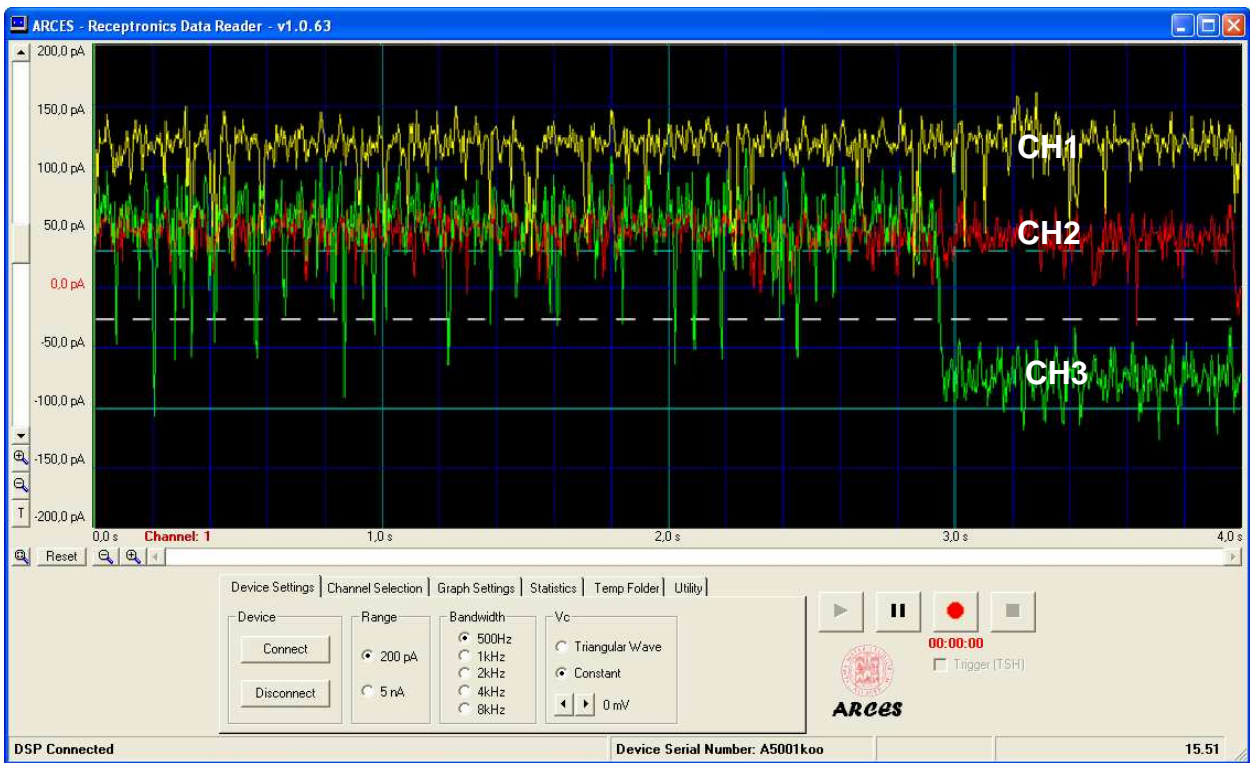 ARCES - Receptronics Data Reader - v1.0.63
200,0 pA
150,0 pA
100,0 pA
50,0 pA
0,0 pA
-50,0 pA
-100,0 pA
-150,0 pA
-200,0 pA
CH1
CH2
CH3
T
0,0 s Channel: 1 1,0 s 2,0 s 3,0 s 4,0 s
Reset
Device Settings Channel Selection Graph Settings Statistics Temp Folder Utility
Device
Connect
Disconnect
Range
200 pA
5 nA
Bandwidth
500Hz
1kHz
2kHz
4kHz
8kHz
Vc
Triangular Wave
Constant
0 mV
00:00:00
Trigger (TSH)
ARCES
DSP Connected Device Serial Number: A5001koo 15.51